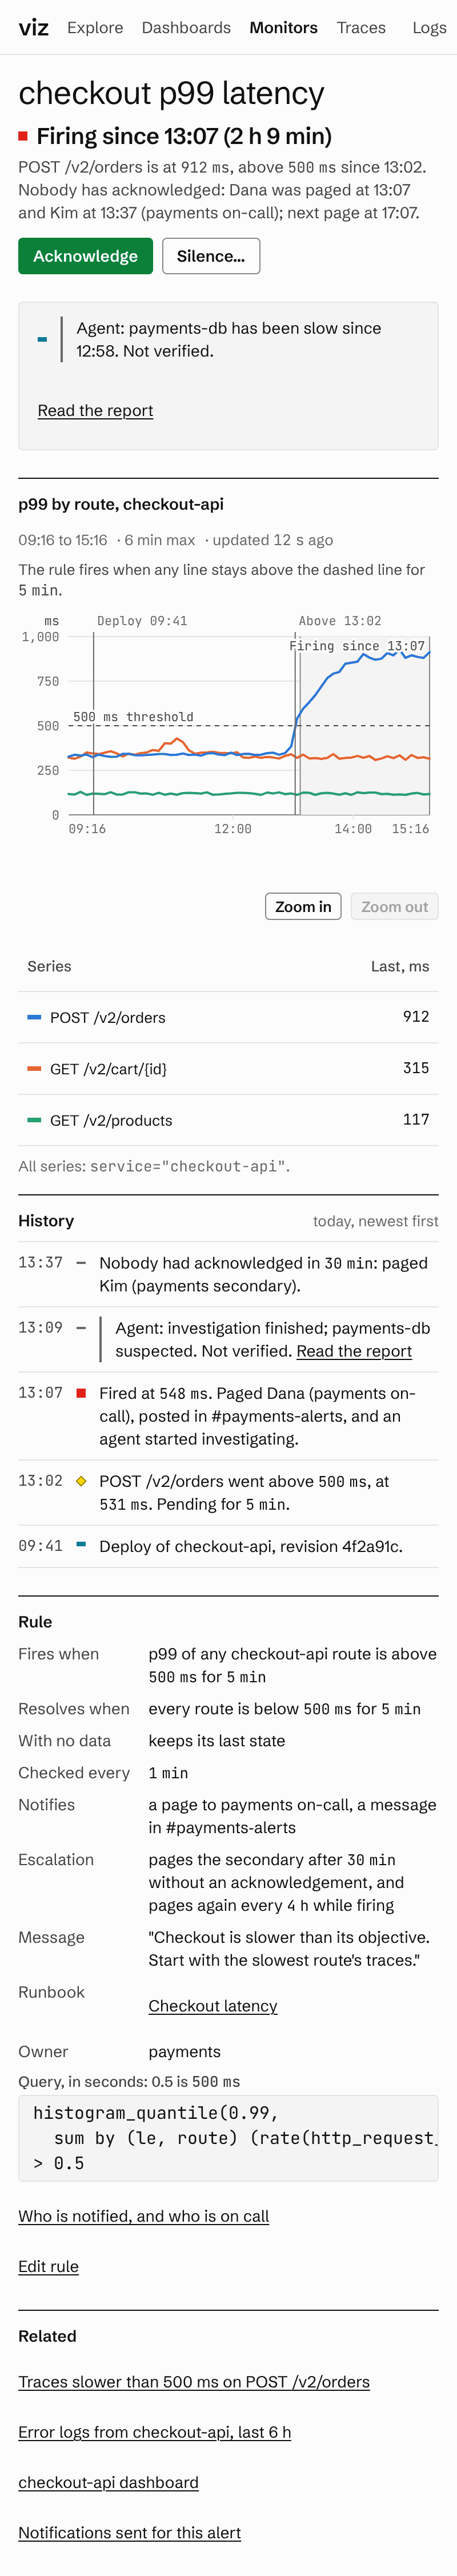 viz Explore Dashboards Monitors Traces Logs
checkout p99 latency
Firing since 13:07 (2 h 9 min)
POST /v2/orders is at 912 ms, above 500 ms since 13:02.
Nobody has acknowledged: Dana was paged at 13:07
and Kim at 13:37 (payments on-call); next page at 17:07.
Acknowledge Silence...
Agent: payments-db has been slow since
12:58. Not verified.
Read the report
p99 by route, checkout-api
09:16 to 15:16 · 6 min max · updated 12 s ago
The rule fires when any line stays above the dashed line for
5 min.
ms Deploy 09:41 Above 13:02
1,000
Firing since 13:07
750
500 ms threshold
500
250
0
09:16 12:00 14:00 15:16
Zoom in Zoom out
Series Last, ms
POST /v2/orders 912
GET /v2/cart/{id} 315
GET /v2/products 117
All series: service="checkout-api".
History today, newest first
13:37 Nobody had acknowledged in 30 min: paged
Kim (payments secondary).
13:09 Agent: investigation finished; payments-db
suspected. Not verified. Read the report
13:07 Fired at 548 ms. Paged Dana (payments on-
call), posted in #payments-alerts, and an
agent started investigating.
13:02 POST /v2/orders went above 500 ms, at
531 ms. Pending for 5 min.
09:41 Deploy of checkout-api, revision 4f2a91c.
Rule
Fires when p99 of any checkout-api route is above
500 ms for 5 min
Resolves when every route is below 500 ms for 5 min
With no data keeps its last state
Checked every 1 min
Notifies a page to payments on-call, a message
in #payments-alerts
Escalation pages the secondary after 30 min
without an acknowledgement, and
pages again every 4 h while firing
Message "Checkout is slower than its objective.
Start with the slowest route's traces."
Runbook Checkout latency
Owner payments
Query, in seconds: 0.5 is 500 ms
histogram_quantile(0.99,
sum by (le, route) (rate(http_request_
> 0.5
Who is notified, and who is on call
Edit rule
Related
Traces slower than 500 ms on POST /v2/orders
Error logs from checkout-api, last 6 h
checkout-api dashboard
Notifications sent for this alert